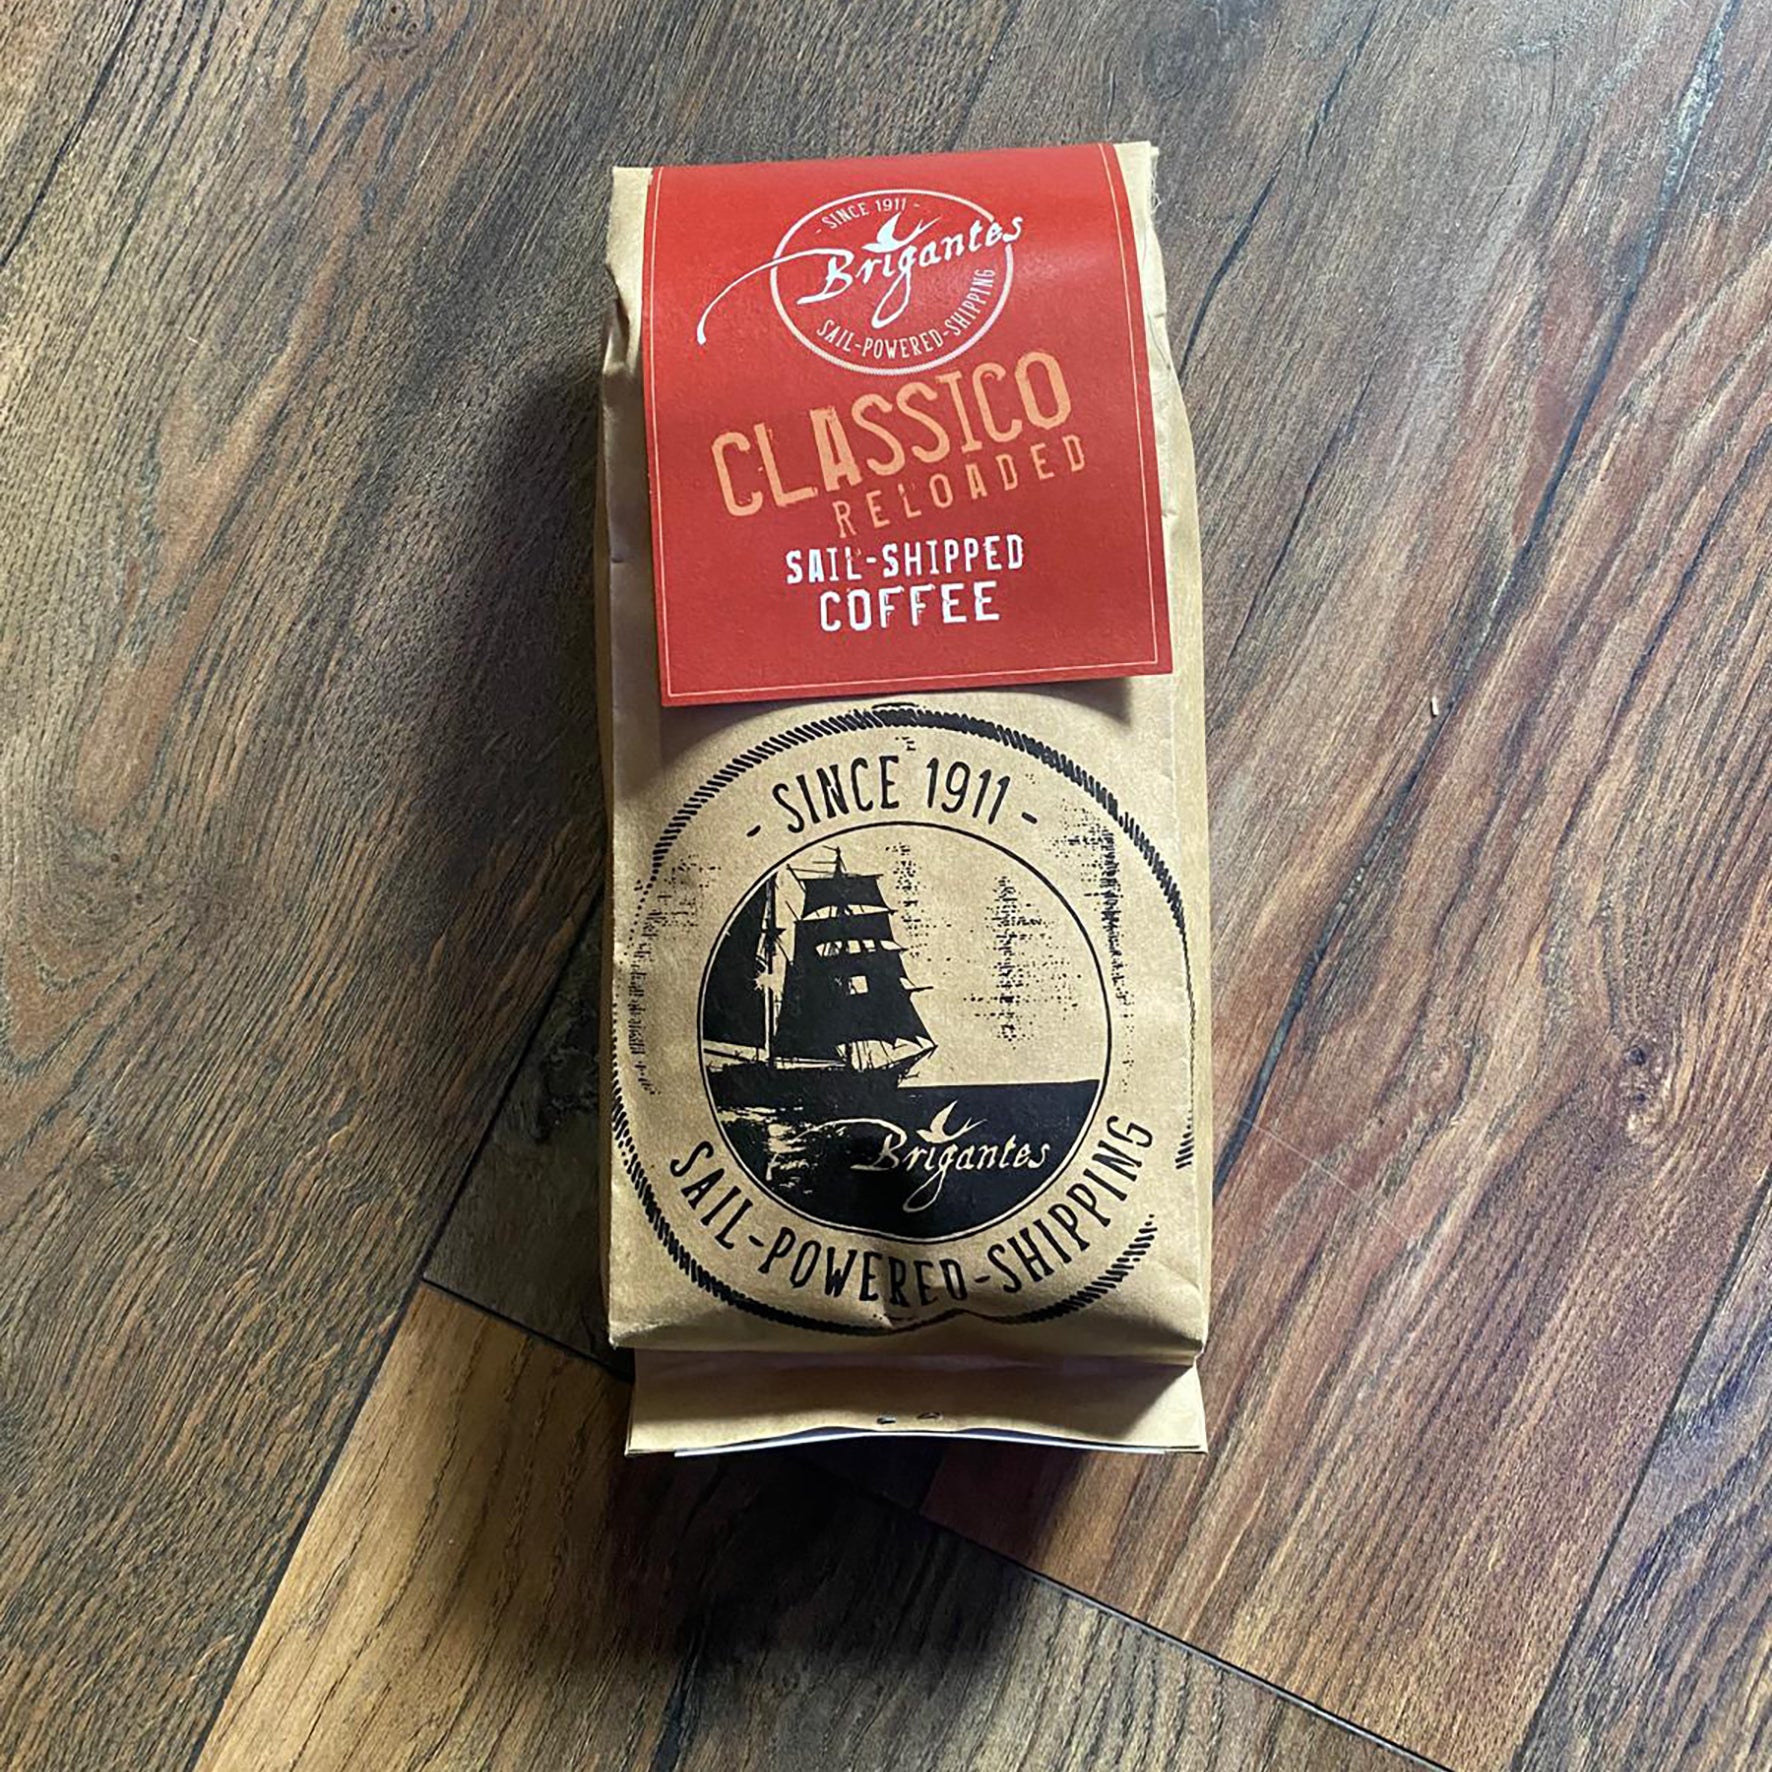 - SINCE 1911 -
Brigantes
SAIL-POWERED-SHIPPING
CLASSICO
RELOADED
SAIL-SHIPPED
COFFEE
- SINCE 1911 -
Brigantes
SAIL-POWERED-SHIPPING